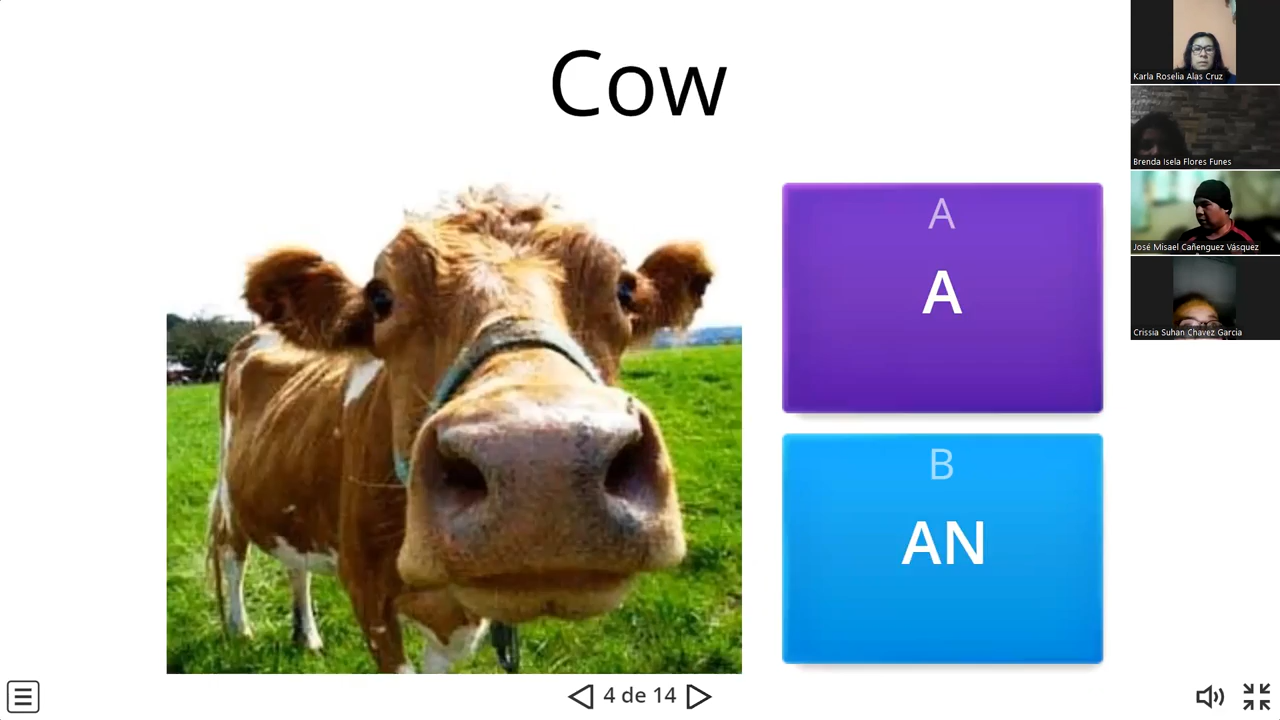 Cow
A
A
B
AN
4 de 14
Karla Roselia Alas Cruz
Brenda Isela Flores Funes
José Misael Cañenguez Vásquez
Crissia Suhan Chavez Garcia